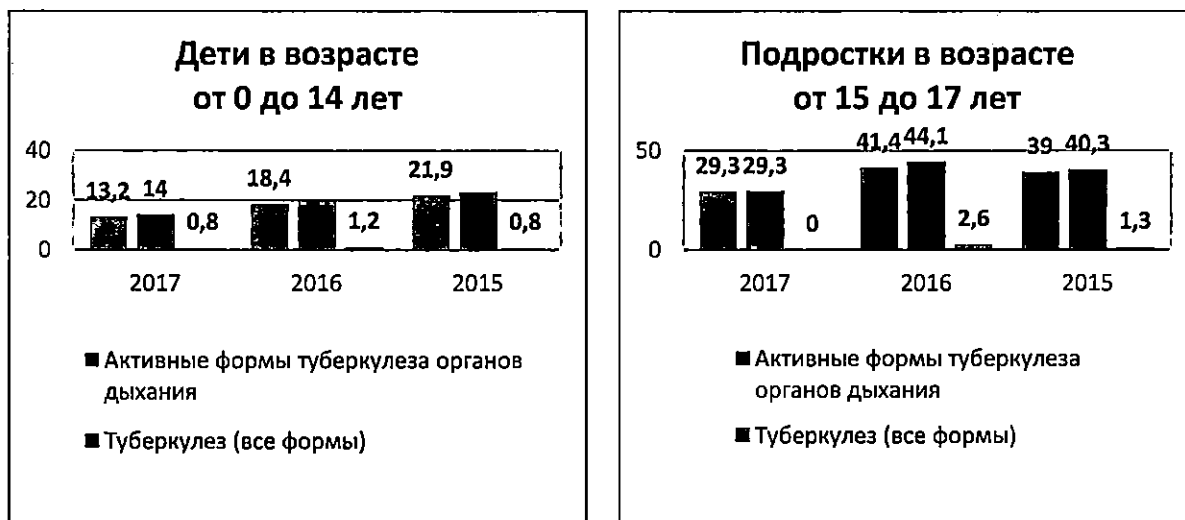 Дети в возрасте
от 0 до 14 лет
40
20
0
13,2
14
0,8
18,4
1,2
21,9
0,8
2017
2016
2015
■ Активные формы туберкулеза органов
дыхания
■ Туберкулез (все формы)
Подростки в возрасте
от 15 до 17 лет
50
0
29,3
29,3
0
41,4
44,1
2,6
39
40,3
1,3
2017
2016
2015
■ Активные формы туберкулеза
органов дыхания
■ Туберкулез (все формы)